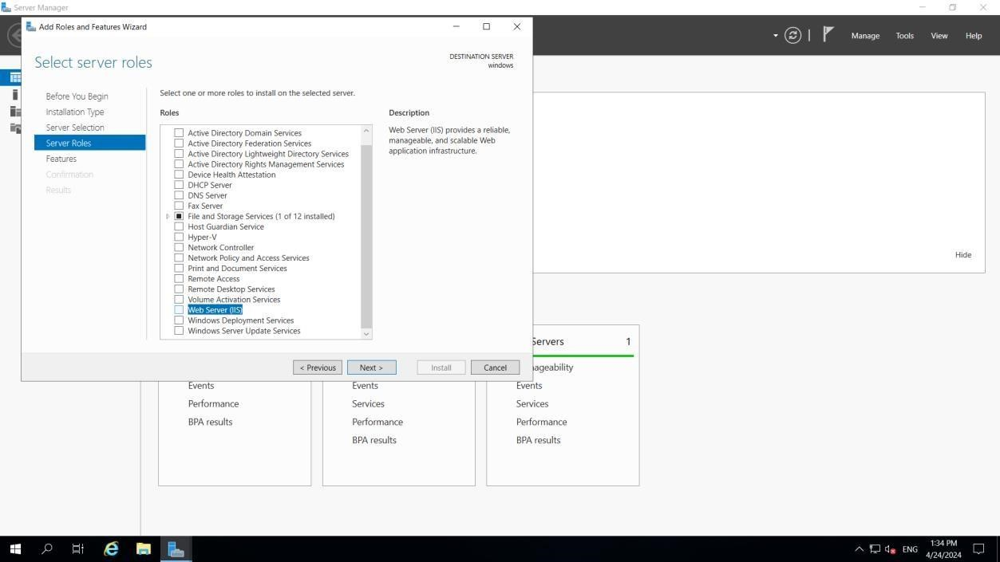 Server Manager
Add Roles and Features Wizard
Manage Tools View Help
Select server roles
DESTINATION SERVER
windows
Before You Begin
Installation Type
Server Selection
Server Roles
Features
Confirmation
Results
Select one or more roles to install on the selected server.
Roles
Active Directory Domain Services
Active Directory Federation Services
Active Directory Lightweight Directory Services
Active Directory Rights Management Services
Device Health Attestation
DHCP Server
DNS Server
Fax Server
File and Storage Services (1 of 12 installed)
Host Guardian Service
Hyper-V
Network Controller
Network Policy and Access Services
Print and Document Services
Remote Access
Remote Desktop Services
Volume Activation Services
Web Server (IIS)
Windows Deployment Services
Windows Server Update Services
Description
Web Server (IIS) provides a reliable,
manageable, and scalable Web
application infrastructure.
< Previous
Next >
Install
Cancel
Hide
Servers 1
nageability
Events
Services
Performance
BPA results
Events
Performance
BPA results
Events
Services
Performance
BPA results
ENG
1:34 PM
4/24/2024